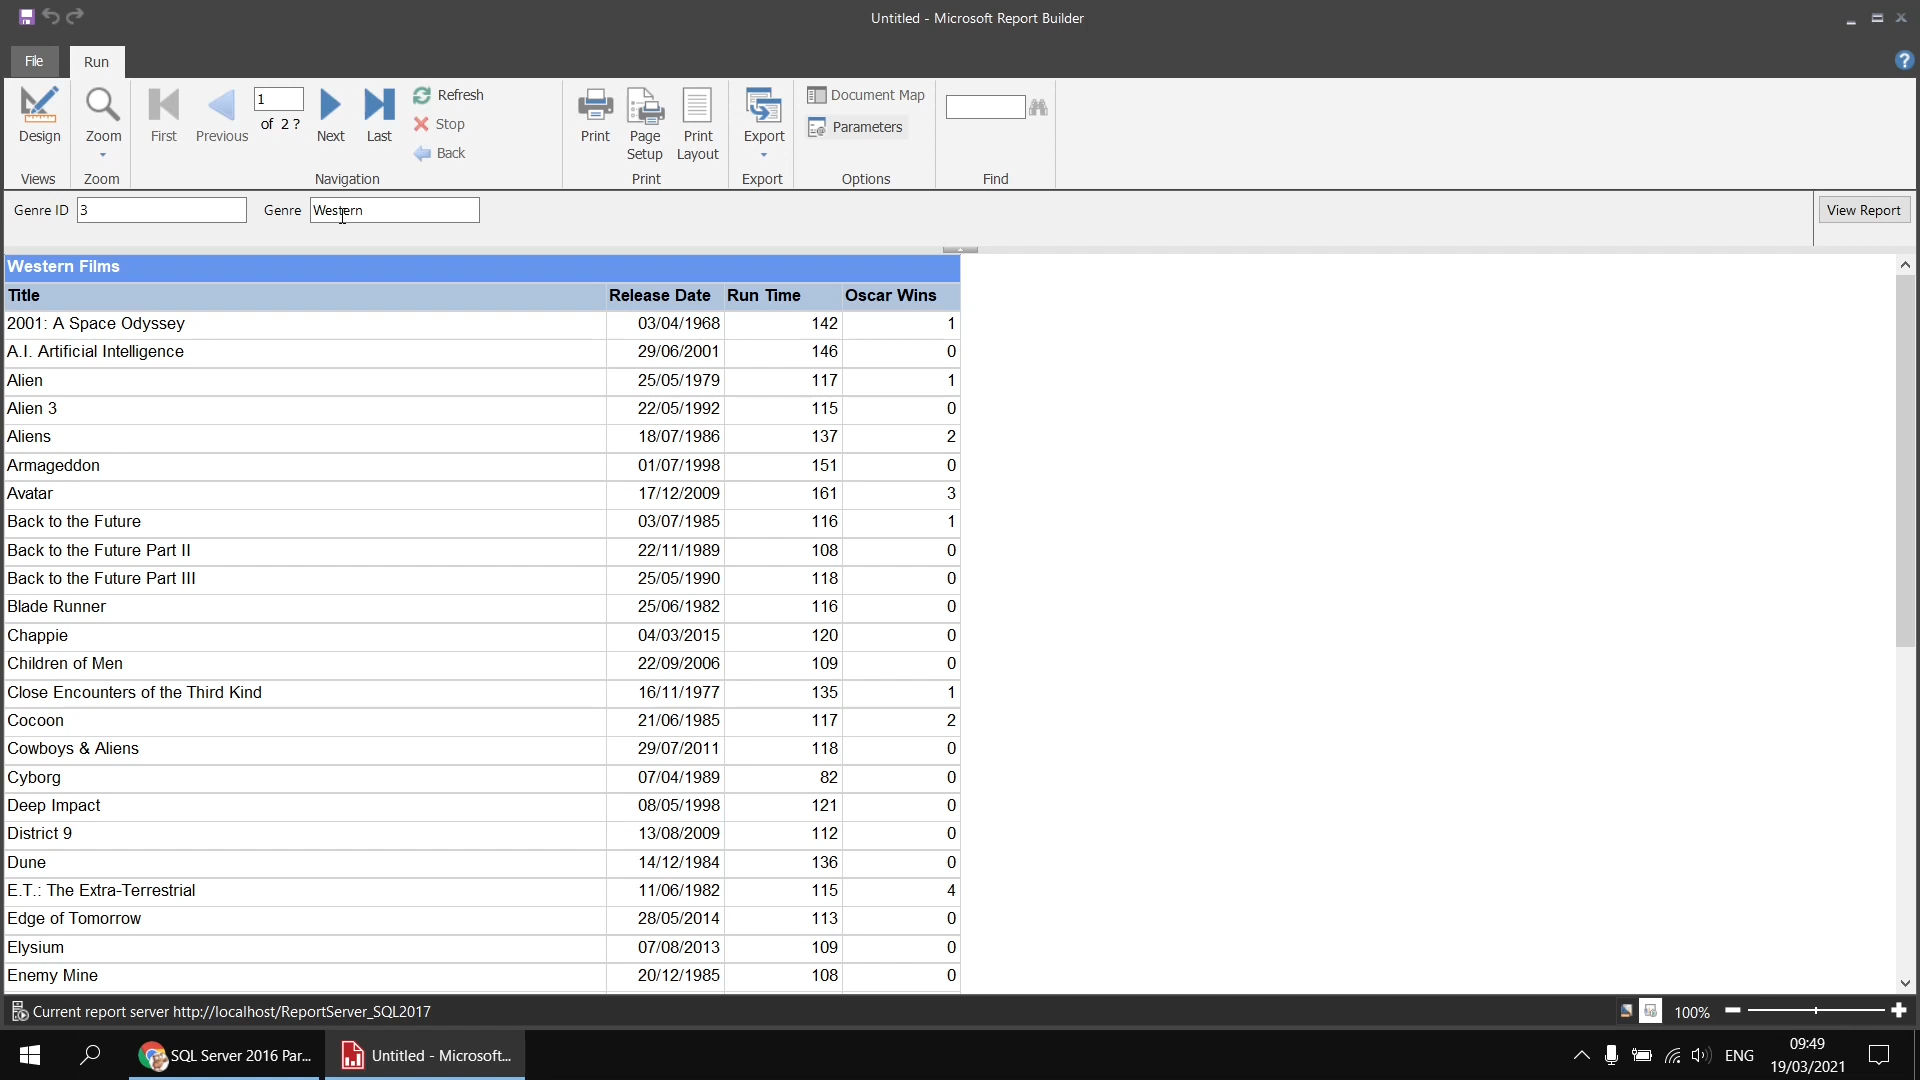 Untitled - Microsoft Report Builder
File
Run
?
Design
Zoom
First
Previous
1
of 2 ?
Next
Last
Refresh
Stop
Back
Print
Page Setup
Print Layout
Export
Document Map
Parameters
Views
Zoom
Navigation
Print
Export
Options
Find
Genre ID 3 Genre Western View Report
Western Films
Title Release Date Run Time Oscar Wins
2001: A Space Odyssey 03/04/1968 142 1
A.I. Artificial Intelligence 29/06/2001 146 0
Alien 25/05/1979 117 1
Alien 3 22/05/1992 115 0
Aliens 18/07/1986 137 2
Armageddon 01/07/1998 151 0
Avatar 17/12/2009 161 3
Back to the Future 03/07/1985 116 1
Back to the Future Part II 22/11/1989 108 0
Back to the Future Part III 25/05/1990 118 0
Blade Runner 25/06/1982 116 0
Chappie 04/03/2015 120 0
Children of Men 22/09/2006 109 0
Close Encounters of the Third Kind 16/11/1977 135 1
Cocoon 21/06/1985 117 2
Cowboys & Aliens 29/07/2011 118 0
Cyborg 07/04/1989 82 0
Deep Impact 08/05/1998 121 0
District 9 13/08/2009 112 0
Dune 14/12/1984 136 0
E.T.: The Extra-Terrestrial 11/06/1982 115 4
Edge of Tomorrow 28/05/2014 113 0
Elysium 07/08/2013 109 0
Enemy Mine 20/12/1985 108 0
Current report server http://localhost/ReportServer_SQL2017 100%
SQL Server 2016 Par...
Untitled - Microsoft...
ENG
09:49
19/03/2021